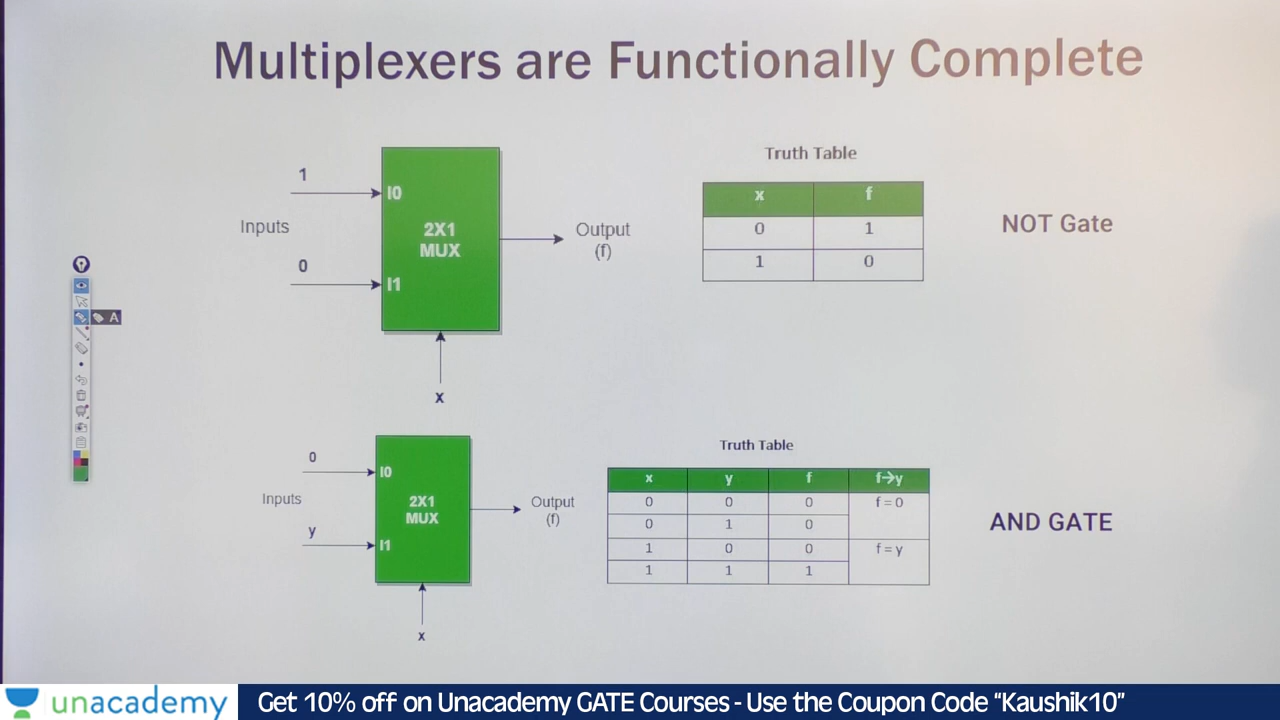 Multiplexers are Functionally Complete
1
I0
Inputs
2X1
MUX
Output
(f)
0
I1
x
Truth Table
x f
0 1
1 0
NOT Gate
A
0
I0
Inputs
2X1
MUX
Output
(f)
y
I1
x
Truth Table
x y f f→y
0 0 0 f = 0
0 1 0
1 0 0 f = y
1 1 1
AND GATE
unacademy
Get 10% off on Unacademy GATE Courses - Use the Coupon Code “Kaushik10”